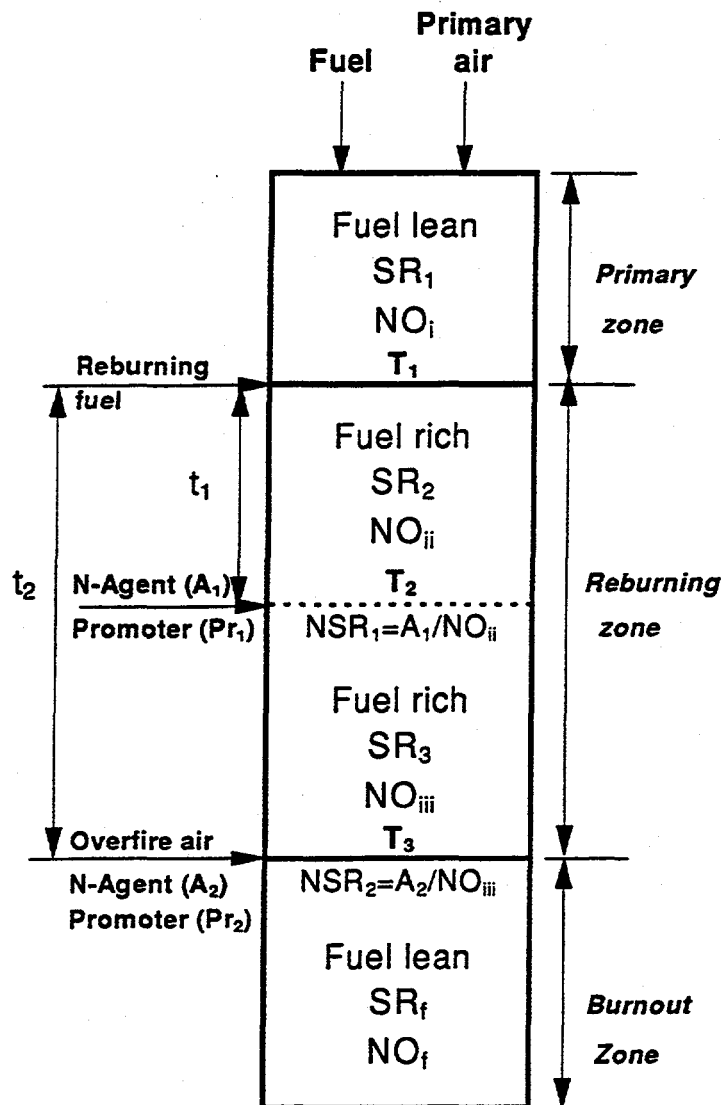 Fuel
Primary
air
Fuel lean
SR₁
NOᵢ
T₁
Primary
zone
Reburning
fuel
t₁
t₂
Fuel rich
SR₂
NOᵢᵢ
T₂
N-Agent (A₁)
Promoter (Pr₁)
NSR₁=A₁/NOᵢᵢ
Reburning
zone
Fuel rich
SR₃
NOᵢᵢᵢ
T₃
Overfire air
N-Agent (A₂)
Promoter (Pr₂)
NSR₂=A₂/NOᵢᵢᵢ
Fuel lean
SRf
NOf
Burnout
Zone